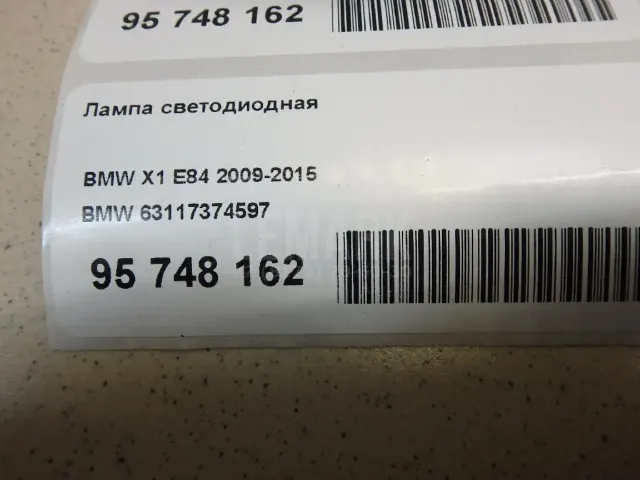 95 748 162
Лампа светодиодная
BMW X1 E84 2009-2015
BMW 63117374597
95 748 162